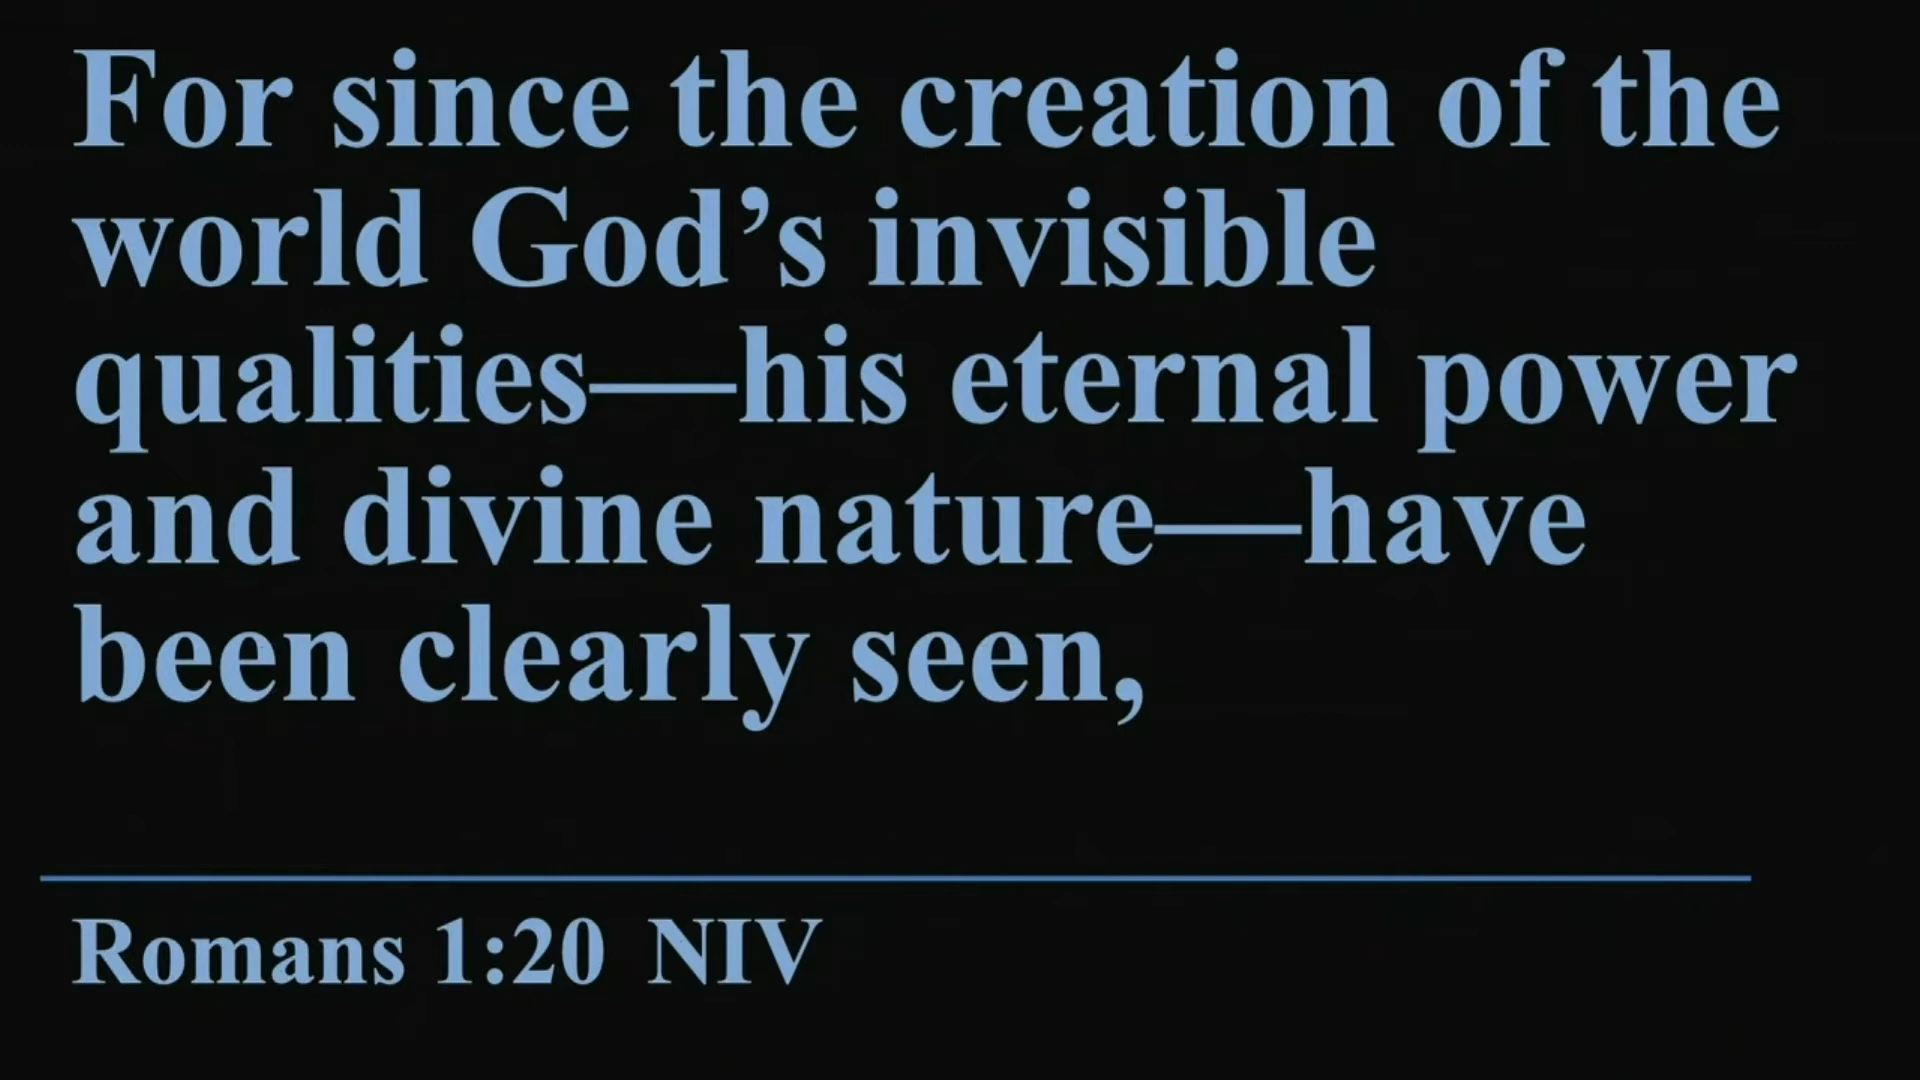 For since the creation of the
world God’s invisible
qualities—his eternal power
and divine nature—have
been clearly seen,
Romans 1:20 NIV